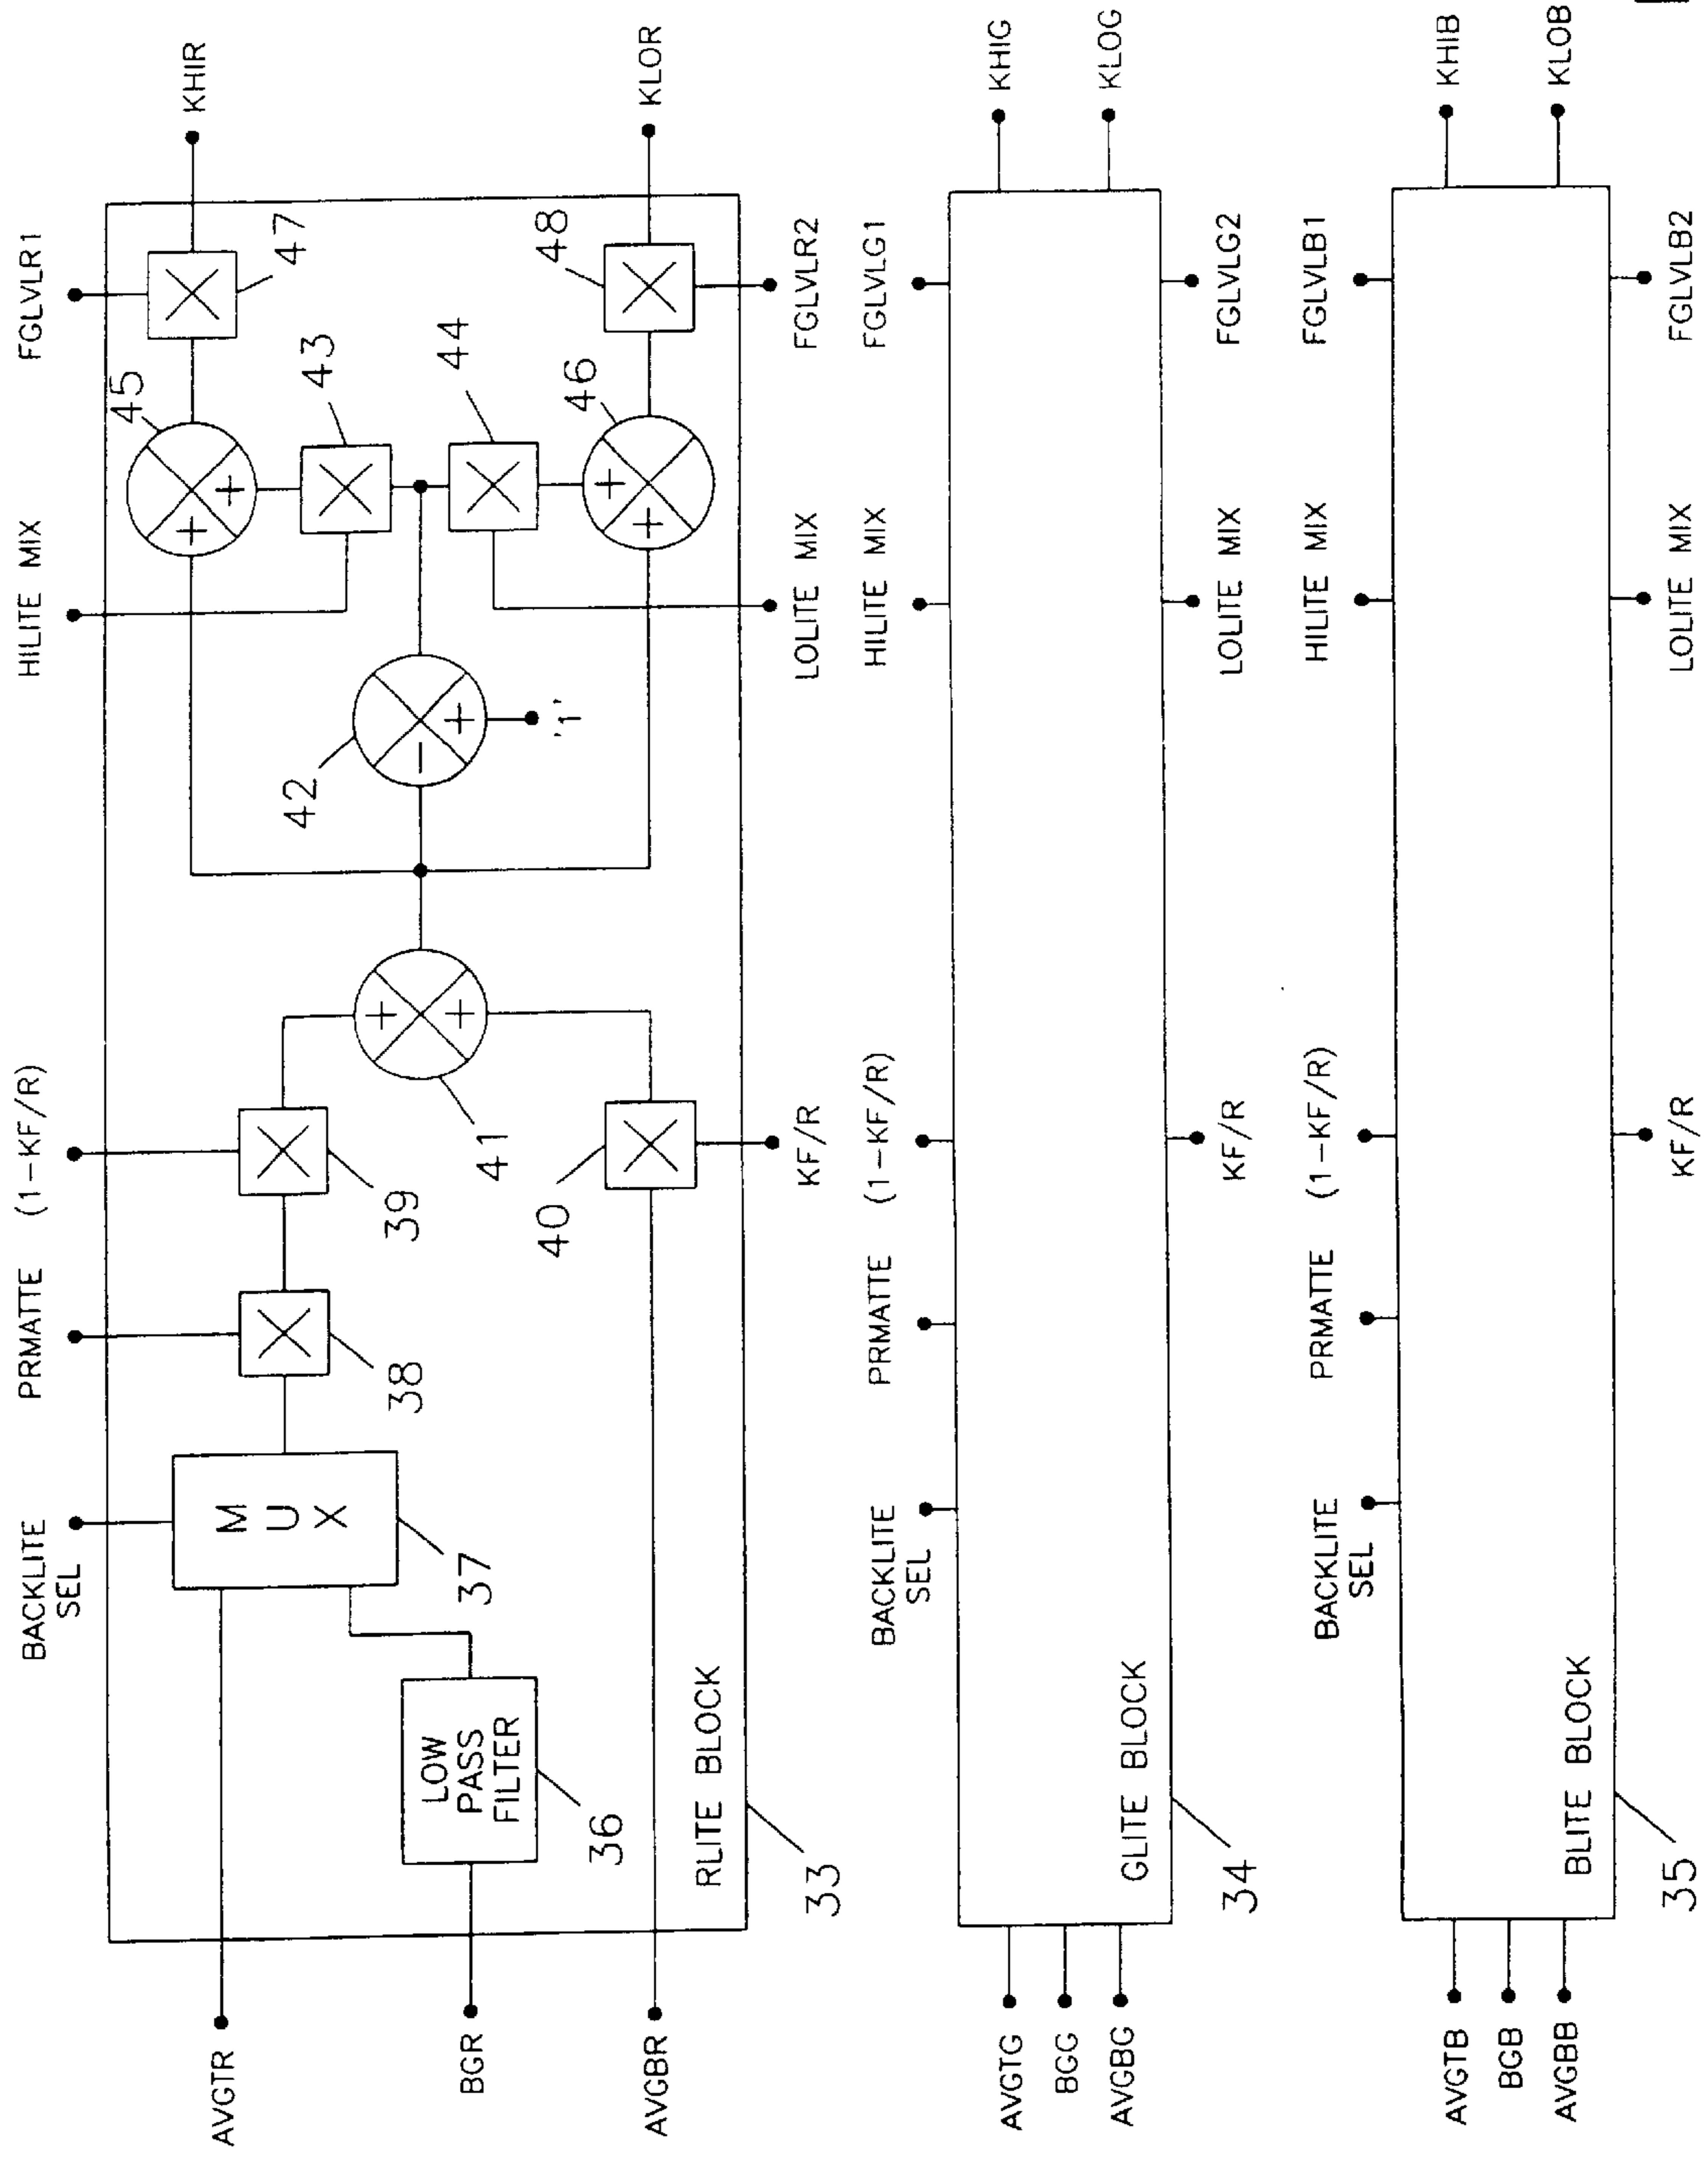 BACKLITE
SEL
PRMATTE
(1-KF/R)
HILITE MIX
FGLVLR1
AVGTR
BGR
AVGBR
LOW
PASS
FILTER
36
M
U
X
37
38
39
40
41
42
'1'
43
44
45
46
47
48
KHIR
KLOR
RLITE BLOCK
33
KF/R
LOLITE MIX
FGLVLR2
BACKLITE
SEL
PRMATTE
(1-KF/R)
HILITE MIX
FGLVLG1
AVGTG
BGG
AVGBG
GLITE BLOCK
34
KHIG
KLOG
KF/R
LOLITE MIX
FGLVLG2
BACKLITE
SEL
PRMATTE
(1-KF/R)
HILITE MIX
FGLVLB1
AVGTB
BGB
AVGBB
BLITE BLOCK
35
KHIB
KLOB
KF/R
LOLITE MIX
FGLVLB2